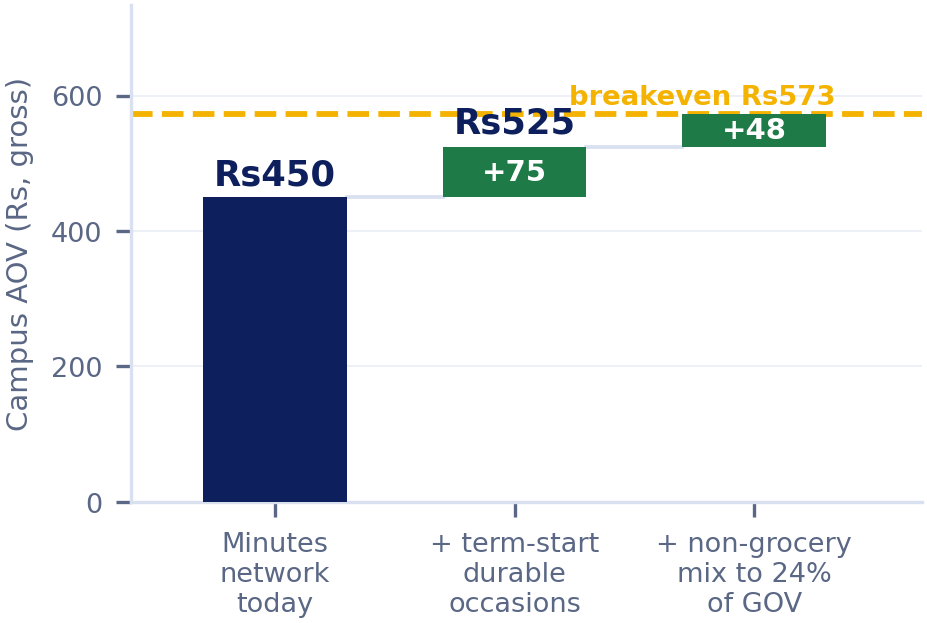 Campus AOV (Rs, gross)
600
400
200
0
breakeven Rs573
Rs450
Rs525
+75
+48
Minutes
network
today
+ term-start
durable
occasions
+ non-grocery
mix to 24%
of GOV